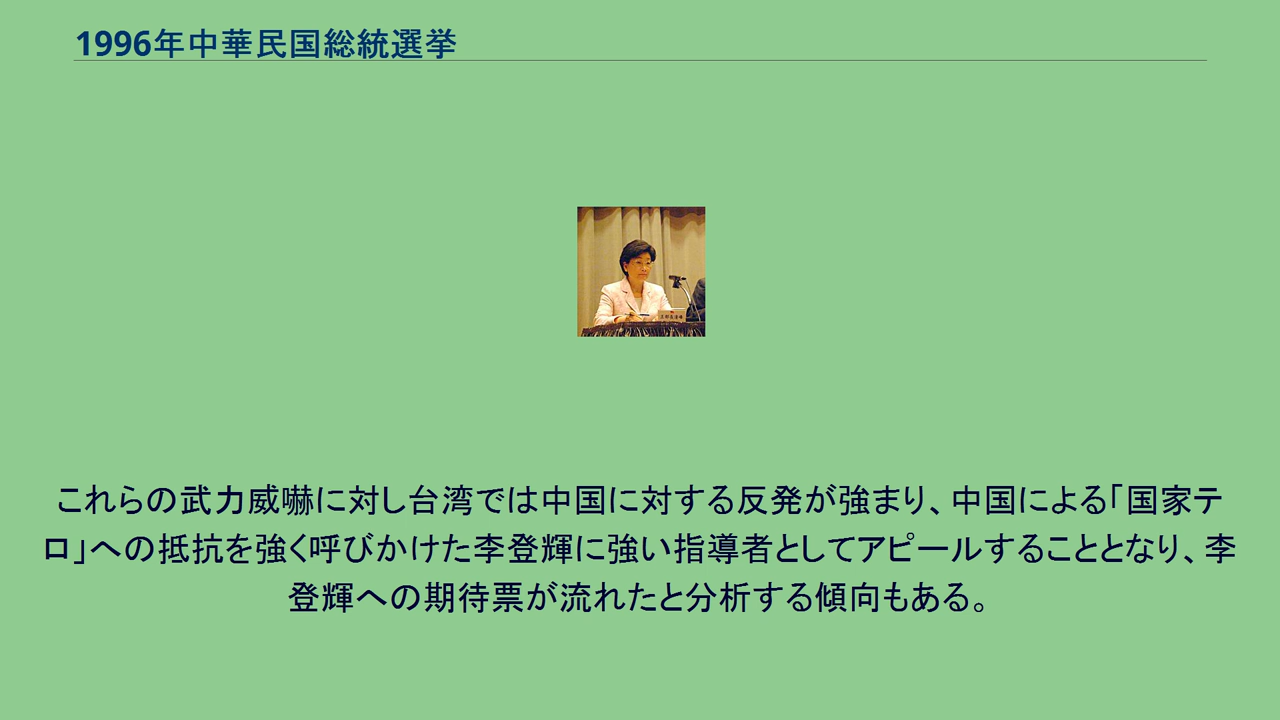 1996年中華民国総統選挙
これらの武力威嚇に対し台湾では中国に対する反発が強まり、中国による「国家テ
ロ」への抵抗を強く呼びかけた李登輝に強い指導者としてアピールすることとなり、李
登輝への期待票が流れたと分析する傾向もある。